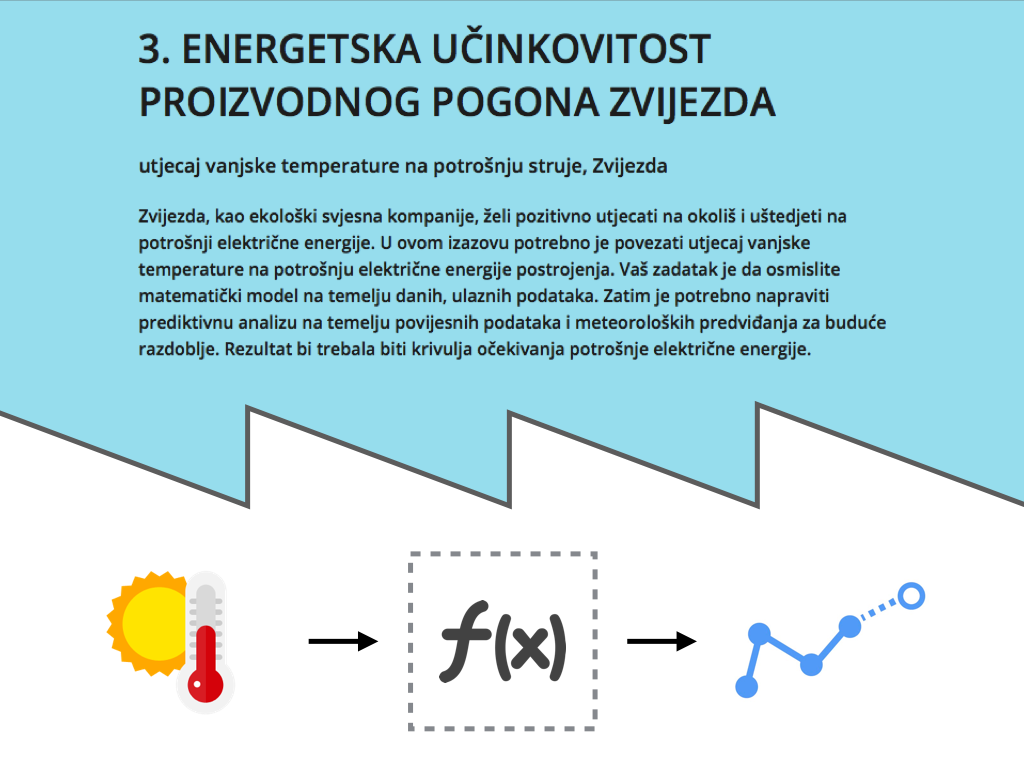 3. ENERGETSKA UČINKOVITOST
PROIZVODNOG POGONA ZVIJEZDA
utjecaj vanjske temperature na potrošnju struje, Zvijezda
Zvijezda, kao ekološki svjesna kompanije, želi pozitivno utjecati na okoliš i uštedjeti na
potrošnji električne energije. U ovom izazovu potrebno je povezati utjecaj vanjske
temperature na potrošnju električne energije postrojenja. Vaš zadatak je da osmislite
matematički model na temelju danih, ulaznih podataka. Zatim je potrebno napraviti
prediktivnu analizu na temelju povijesnih podataka i meteoroloških predviđanja za buduće
razdoblje. Rezultat bi trebala biti krivulja očekivanja potrošnje električne energije.
f(x)